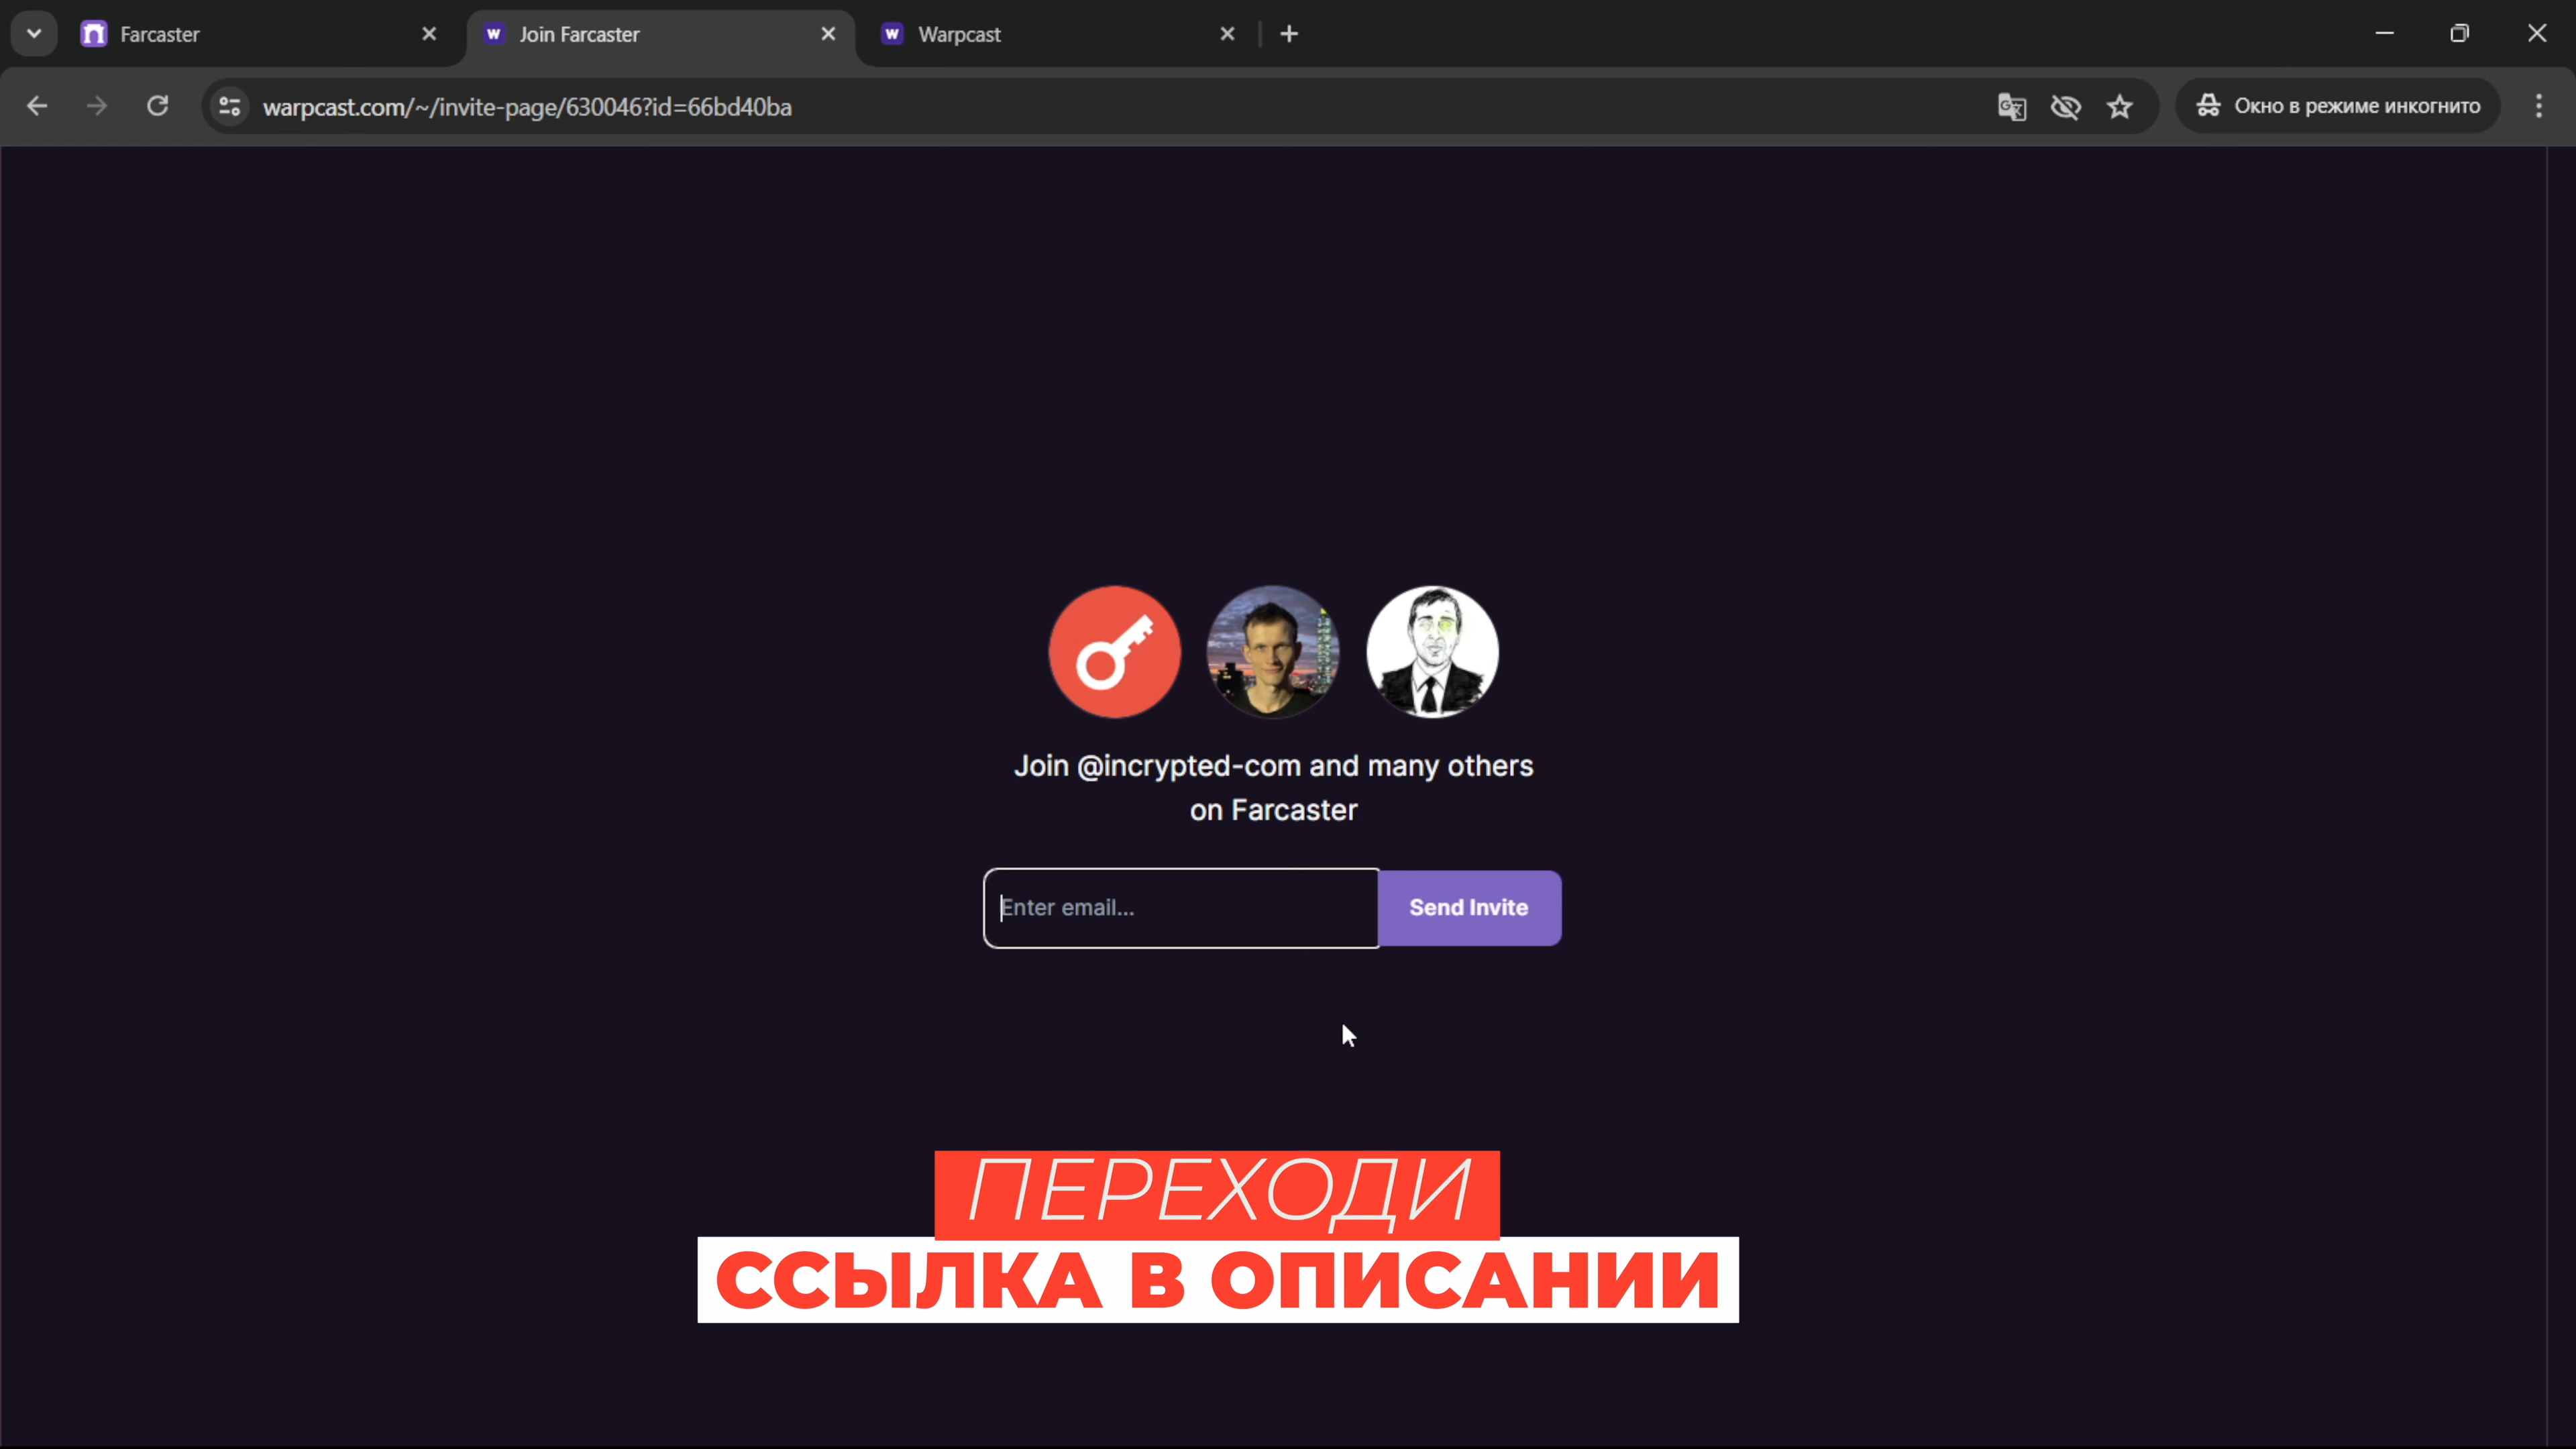 Farcaster
Join Farcaster
Warpcast
warpcast.com/~/invite-page/630046?id=66bd40ba
Окно в режиме инкогнито
Join @incrypted-com and many others
on Farcaster
Enter email...
Send Invite
ПЕРЕХОДИ
ССЫЛКА В ОПИСАНИИ